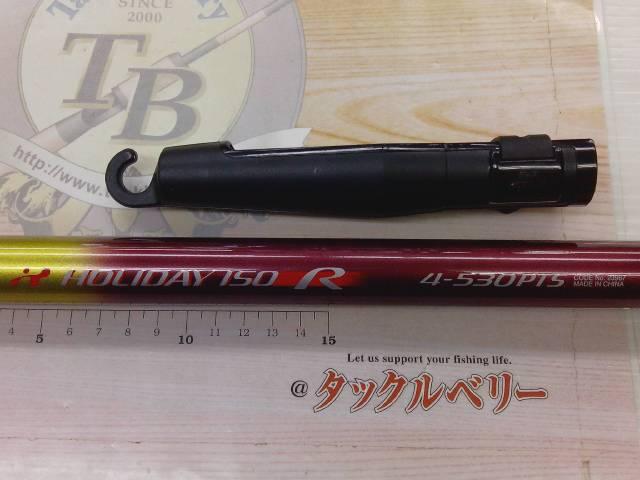 SINCE
2000
TB
http://www.
HOLIDAY ISO R 4-530PTS
CODE No. 23967
MADE IN CHINA
4 5 6 7 8 9 10 11 12 13 14 15
Let us support your fishing life.
@タックルベリー